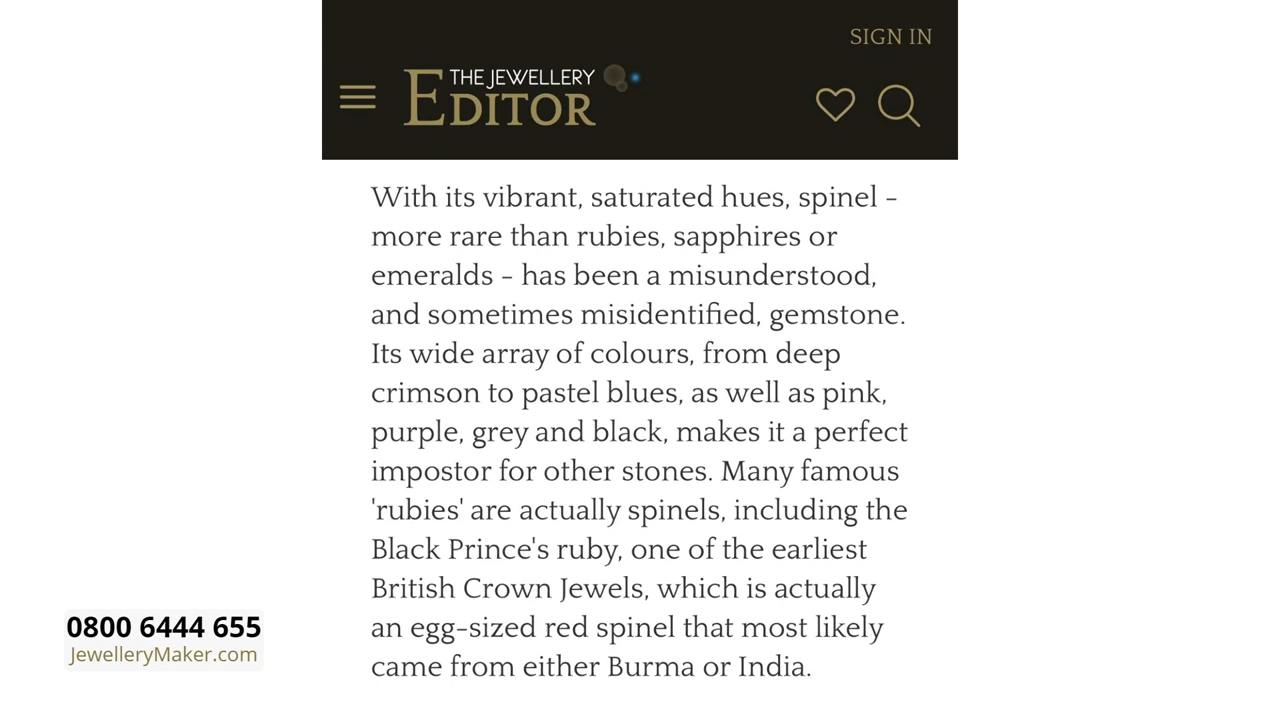 SIGN IN
THE JEWELLERY
EDITOR
With its vibrant, saturated hues, spinel –
more rare than rubies, sapphires or
emeralds – has been a misunderstood,
and sometimes misidentified, gemstone.
Its wide array of colours, from deep
crimson to pastel blues, as well as pink,
purple, grey and black, makes it a perfect
impostor for other stones. Many famous
'rubies' are actually spinels, including the
Black Prince's ruby, one of the earliest
British Crown Jewels, which is actually
an egg-sized red spinel that most likely
came from either Burma or India.
0800 6444 655
JewelleryMaker.com